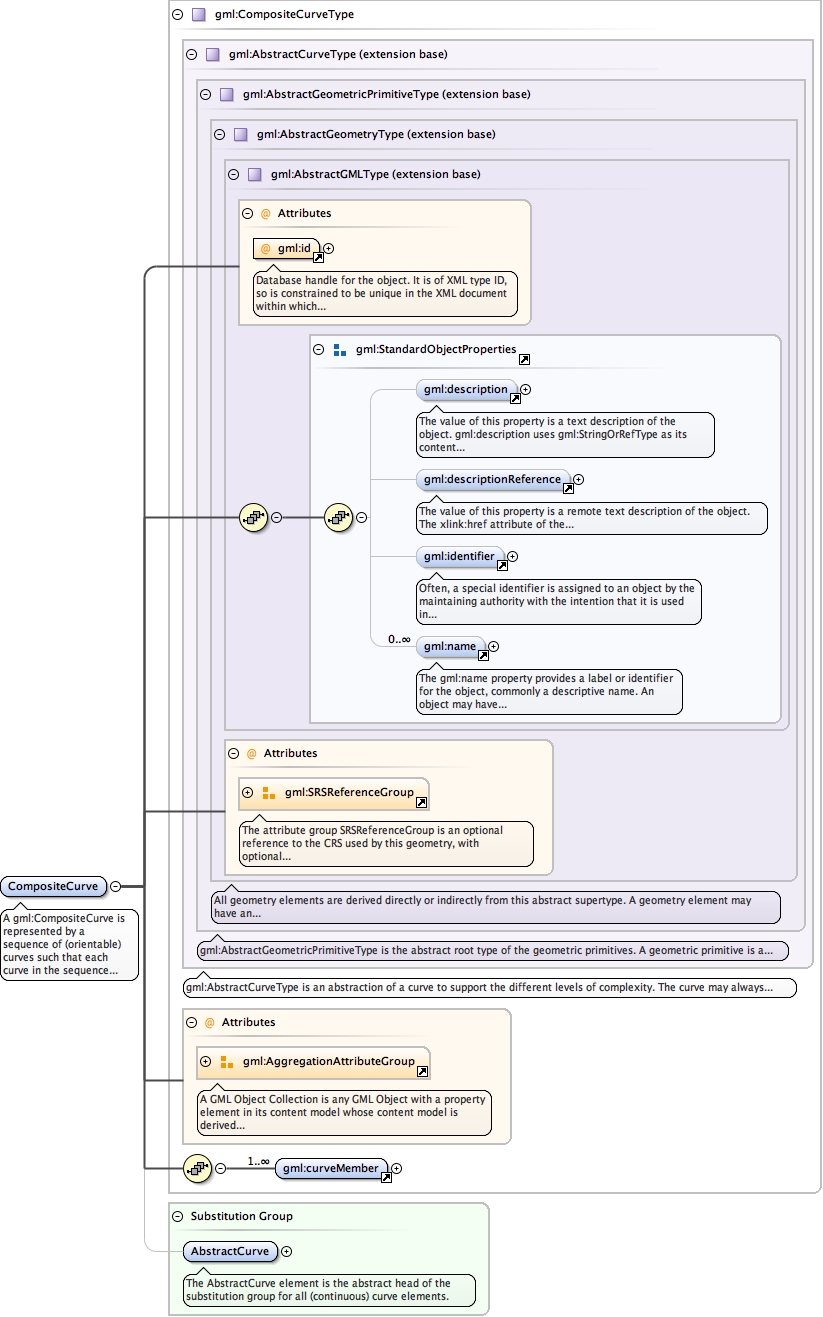 gml:CompositeCurveType
gml:AbstractCurveType (extension base)
gml:AbstractGeometricPrimitiveType (extension base)
gml:AbstractGeometryType (extension base)
gml:AbstractGMLType (extension base)
@ Attributes
@ gml:id
Database handle for the object. It is of XML type ID,
so is constrained to be unique in the XML document
within which...
gml:StandardObjectProperties
gml:description
The value of this property is a text description of the
object. gml:description uses gml:StringOrRefType as its
content...
gml:descriptionReference
The value of this property is a remote text description of the object.
The xlink:href attribute of the...
gml:identifier
Often, a special identifier is assigned to an object by the
maintaining authority with the intention that it is used
in...
0..∞
gml:name
The gml:name property provides a label or identifier
for the object, commonly a descriptive name. An
object may have...
@ Attributes
gml:SRSReferenceGroup
The attribute group SRSReferenceGroup is an optional
reference to the CRS used by this geometry, with
optional...
CompositeCurve
A gml:CompositeCurve is
represented by a
sequence of (orientable)
curves such that each
curve in the sequence...
All geometry elements are derived directly or indirectly from this abstract supertype. A geometry element may
have an...
gml:AbstractGeometricPrimitiveType is the abstract root type of the geometric primitives. A geometric primitive is a...
gml:AbstractCurveType is an abstraction of a curve to support the different levels of complexity. The curve may always...
@ Attributes
gml:AggregationAttributeGroup
A GML Object Collection is any GML Object with a property
element in its content model whose content model is
derived...
1..∞
gml:curveMember
Substitution Group
AbstractCurve
The AbstractCurve element is the abstract head of the
substitution group for all (continuous) curve elements.